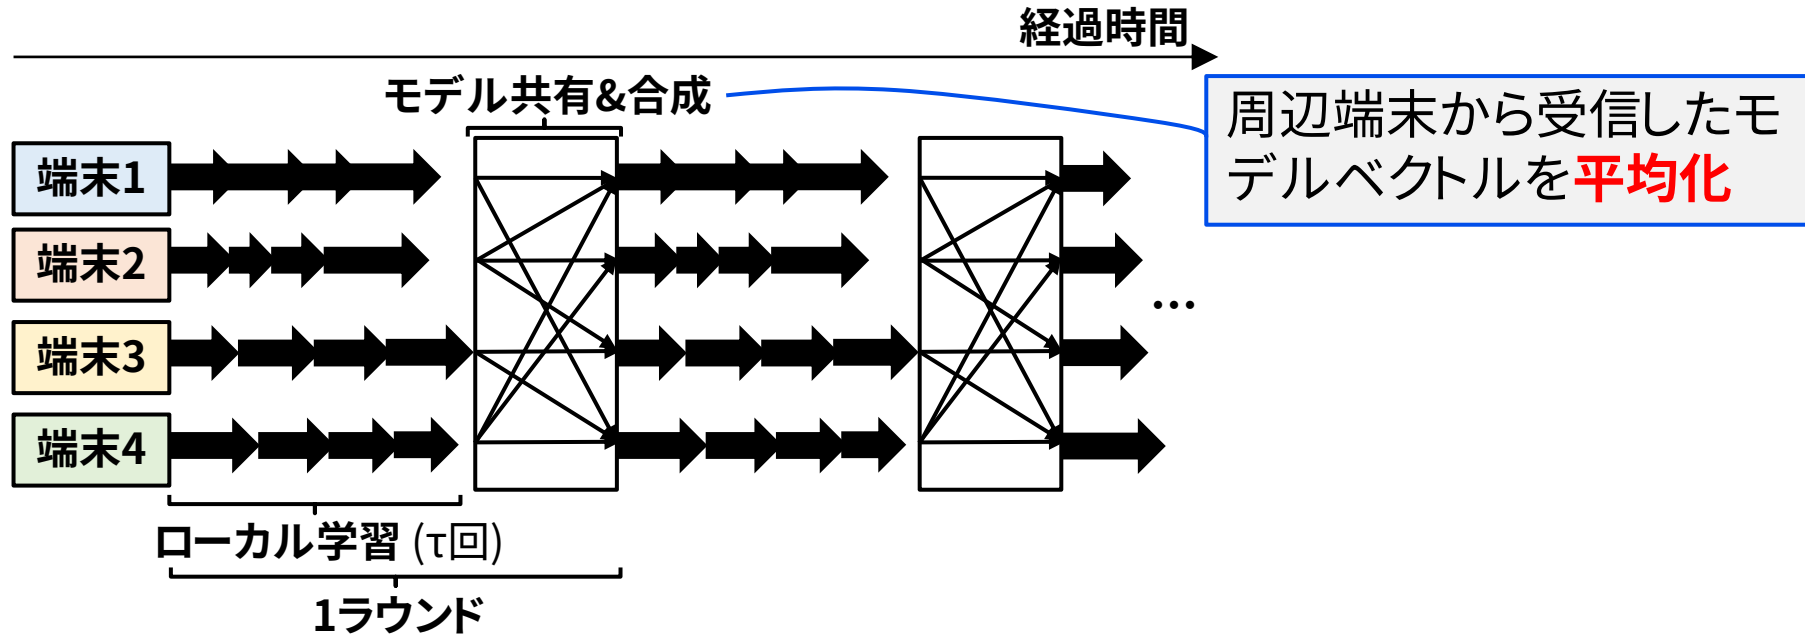 経過時間
モデル共有&合成
周辺端末から受信したモ
デルベクトルを平均化
端末1
端末2
端末3
端末4
…
ローカル学習 (τ回)
1ラウンド